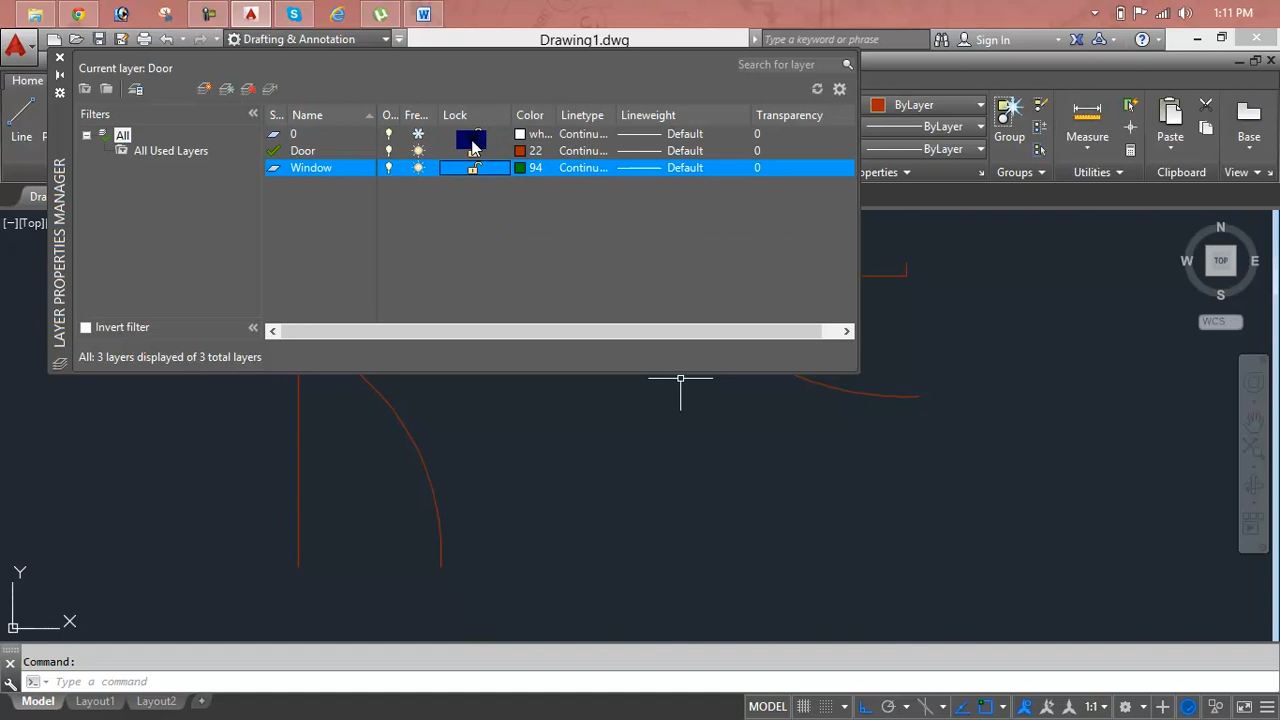 1:11 PM
Drafting & Annotation
Drawing1.dwg
Type a keyword or phrase
Sign In
Home
Current layer: Door
Search for layer
Filters
S... Name O... Fre... Lock Color Linetype Lineweight Transparency
All
0 wh... Continu... Default 0
All Used Layers
Door 22 Continu... Default 0
Window 94 Continu... Default 0
Invert filter
All: 3 layers displayed of 3 total layers
LAYER PROPERTIES MANAGER
Line
ByLayer
ByLayer
ByLayer
Group
Measure
Paste
Base
Groups
Utilities
Clipboard
View
Dra
[−][Top]
N
W TOP E
S
WCS
Y
X
Command:
Type a command
Model Layout1 Layout2 +
MODEL 1:1